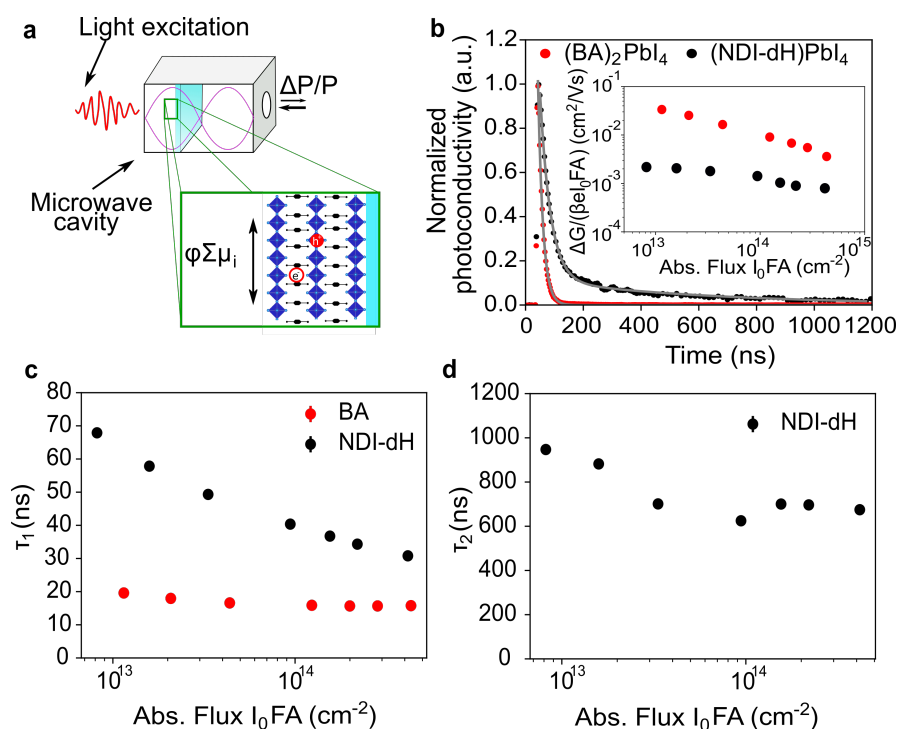 a
Light excitation
ΔP/P
Microwave
cavity
φΣμi
h+
e-
b
Normalized
photoconductivity (a.u.)
1.2
1.0
0.8
0.6
0.4
0.2
0.0
(BA)2PbI4
(NDI-dH)PbI4
ΔG/(βeI0FA) (cm2/Vs)
10-1
10-2
10-3
10-4
1013
1014
1015
Abs. Flux I0FA (cm-2)
0
200
400
600
800
1000
1200
Time (ns)
c
τ1(ns)
80
70
60
50
40
30
20
10
0
BA
NDI-dH
1013
1014
Abs. Flux I0FA (cm-2)
d
τ2(ns)
1200
1000
800
600
400
200
0
NDI-dH
1013
1014
Abs. Flux I0FA (cm-2)